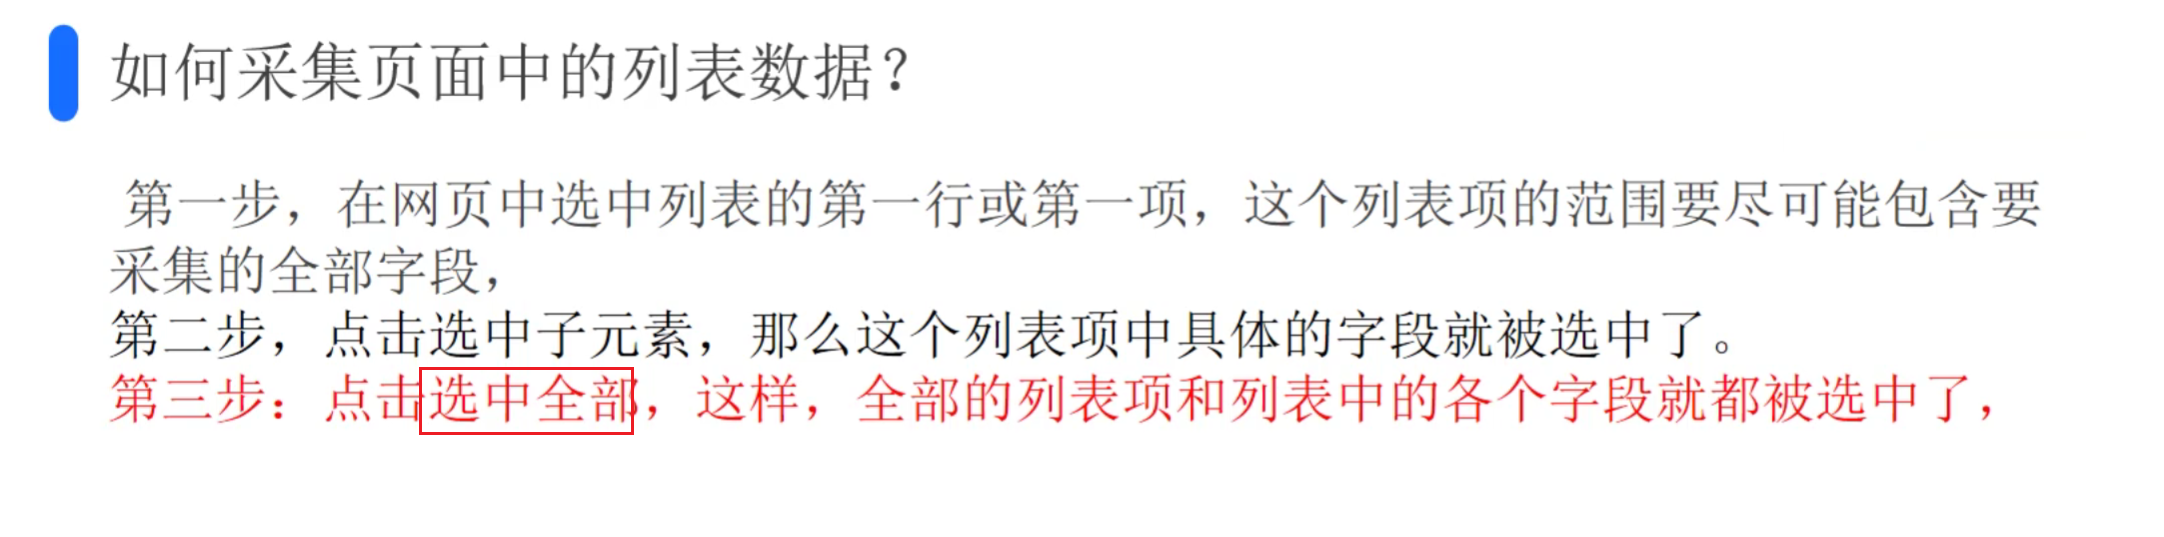 如何采集页面中的列表数据?
第一步，在网页中选中列表的第一行或第一项，这个列表项的范围要尽可能包含要
采集的全部字段，
第二步，点击选中子元素，那么这个列表项中具体的字段就被选中了。
第三步：点击选中全部，这样，全部的列表项和列表中的各个字段就都被选中了，